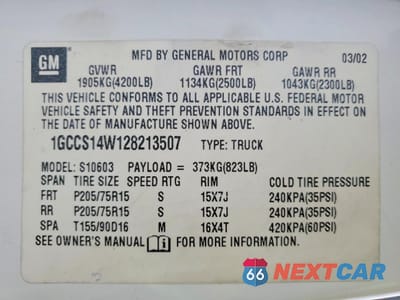 GM
MFD BY GENERAL MOTORS CORP 03/02
GVWR GAWR FRT GAWR RR
1905KG(4200LB) 1134KG(2500LB) 1043KG(2300LB)
THIS VEHICLE CONFORMS TO ALL APPLICABLE U.S. FEDERAL MOTOR
VEHICLE SAFETY AND THEFT PREVENTION STANDARDS IN EFFECT ON
THE DATE OF MANUFACTURE SHOWN ABOVE.
1GCCS14W128213507 TYPE: TRUCK
MODEL: S10603 PAYLOAD = 373KG(823LB)
SPAN TIRE SIZE SPEED RTG RIM COLD TIRE PRESSURE
FRT P205/75R15 S 15X7J 240KPA(35PSI)
RR P205/75R15 S 15X7J 240KPA(35PSI)
SPA T155/90D16 M 16X4T 420KPA(60PSI)
SEE OWNER'S MANUAL i FOR MORE INFORMATION
66 NEXTCAR